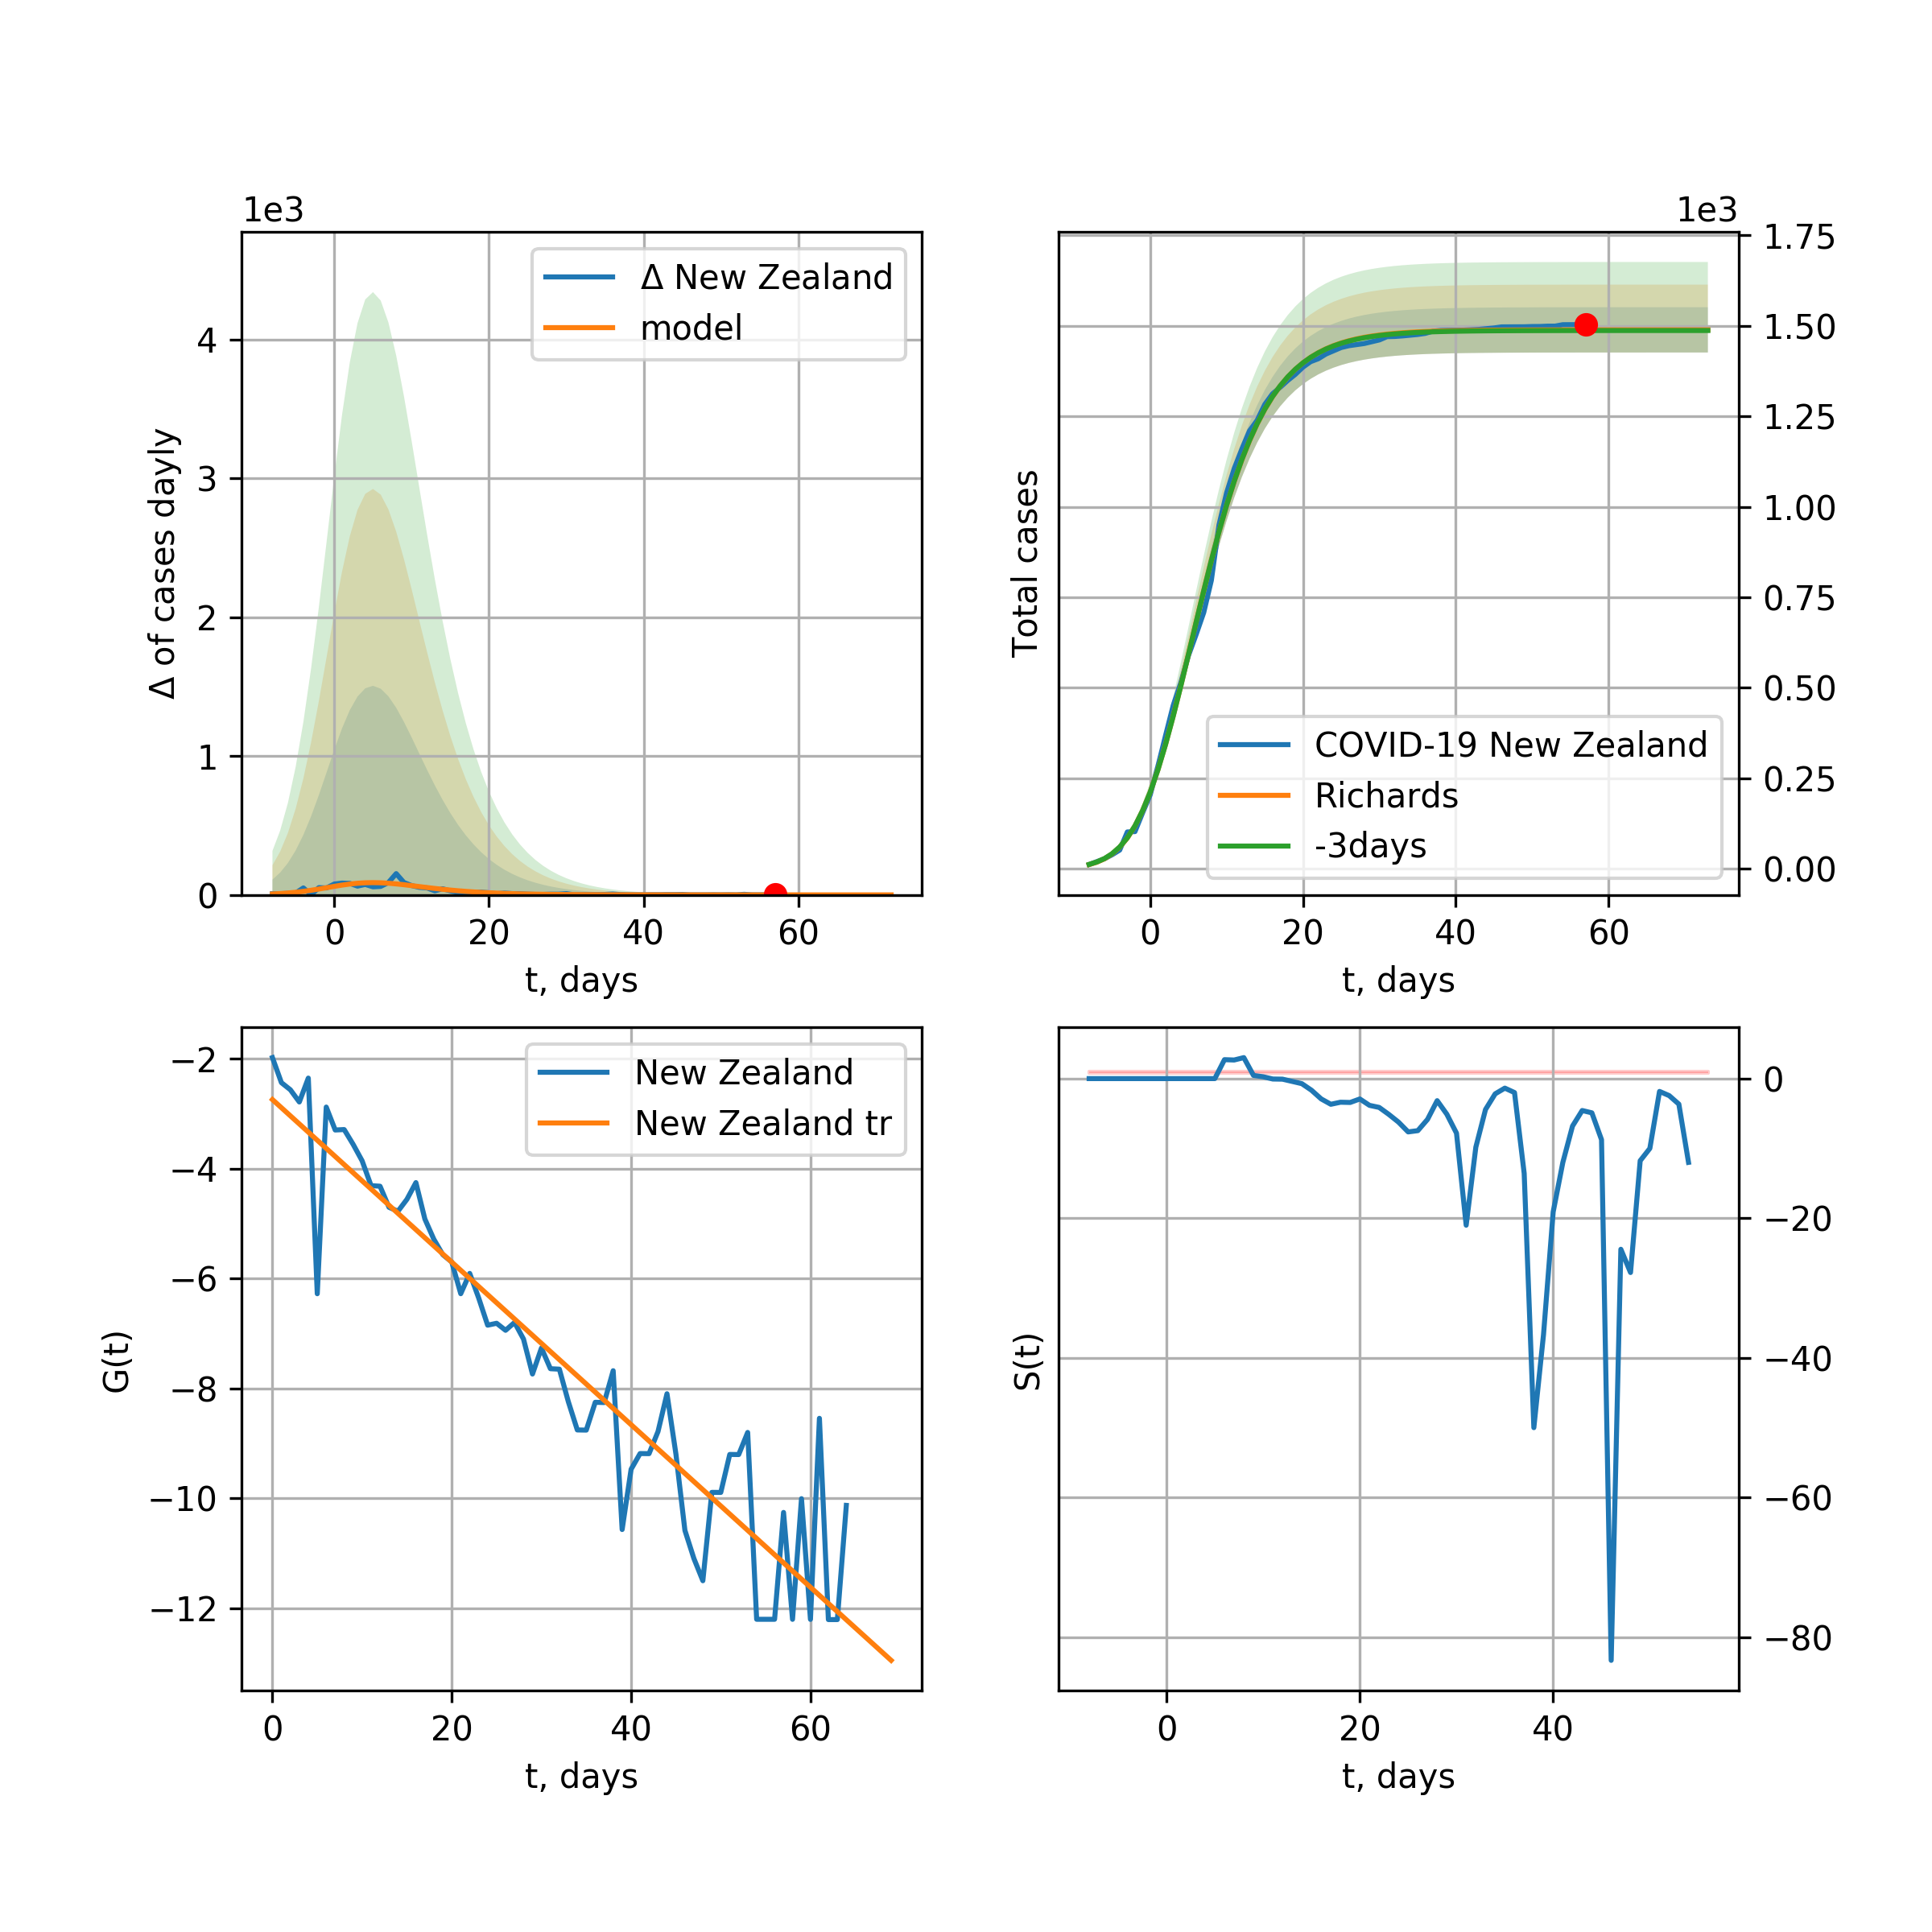 1e3
Δ of cases dayly
4
3
2
1
0
0 20 40 60
t, days
Δ New Zealand
model
1e3
Total cases
1.75
1.50
1.25
1.00
0.75
0.50
0.25
0.00
0 20 40 60
t, days
COVID-19 New Zealand
Richards
-3days
G(t)
−2
−4
−6
−8
−10
−12
0 20 40 60
t, days
New Zealand
New Zealand tr
S(t)
0
−20
−40
−60
−80
0 20 40
t, days